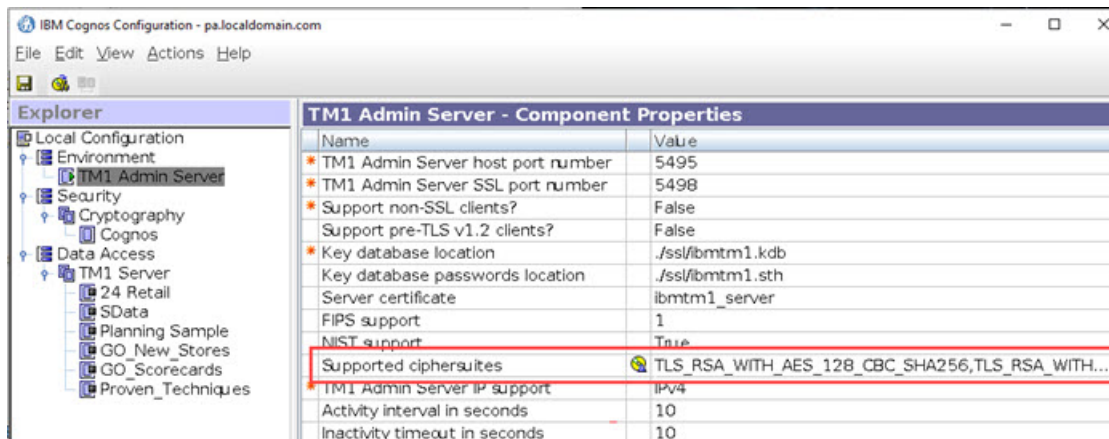 IBM Cognos Configuration - pa.localdomain.com
File Edit View Actions Help
Explorer
Local Configuration
Environment
TM1 Admin Server
Security
Cryptography
Cognos
Data Access
TM1 Server
24 Retail
SData
Planning Sample
GO_New_Stores
GO_Scorecards
Proven_Techniques
TM1 Admin Server - Component Properties
Name Value
* TM1 Admin Server host port number 5495
* TM1 Admin Server SSL port number 5498
* Support non-SSL clients? False
Support pre-TLS v1.2 clients? False
* Key database location ./ssl/ibmtm1.kdb
Key database passwords location ./ssl/ibmtm1.sth
Server certificate ibmtm1_server
FIPS support 1
NIST support True
Supported ciphersuites TLS_RSA_WITH_AES_128_CBC_SHA256,TLS_RSA_WITH...
* TM1 Admin Server IP support IPv4
Activity interval in seconds 10
Inactivity timeout in seconds 10